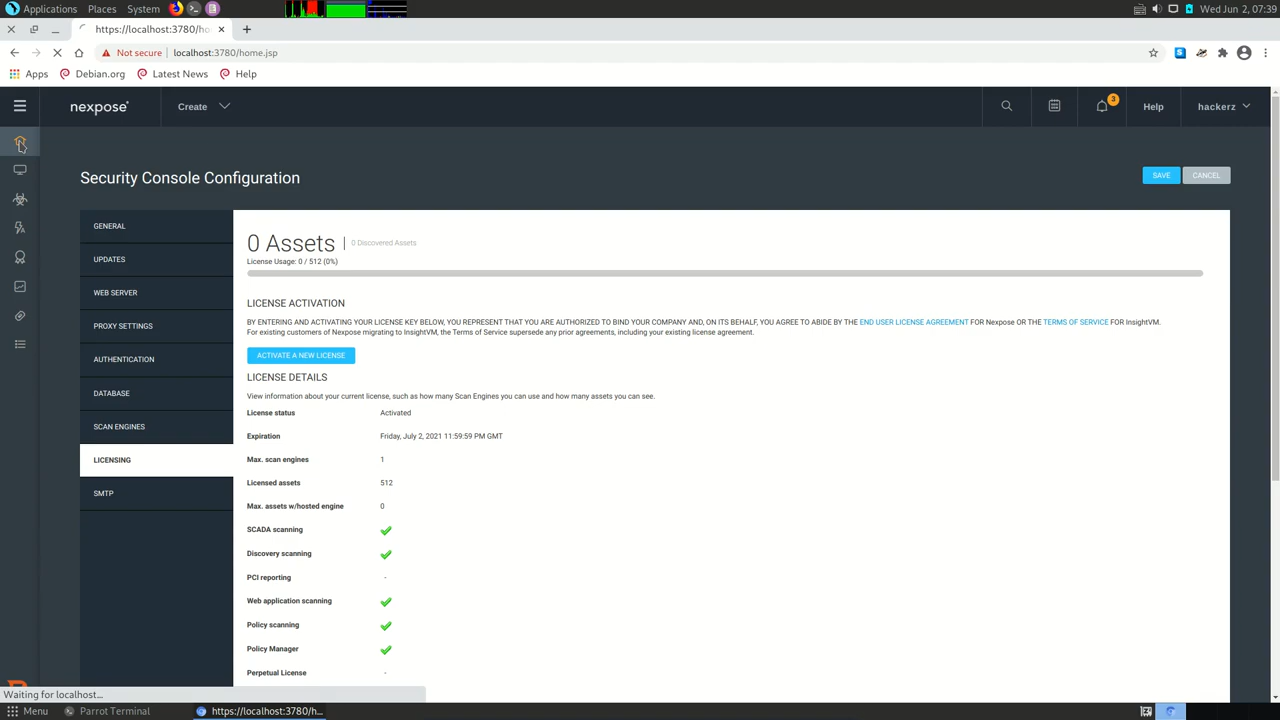 Applications Places System Wed Jun 2, 07:39
https://localhost:3780/ho
Not secure localhost:3780/home.jsp
Apps Debian.org Latest News Help
nexpose Create 3 Help hackerz
Security Console Configuration SAVE CANCEL
GENERAL
UPDATES
WEB SERVER
PROXY SETTINGS
AUTHENTICATION
DATABASE
SCAN ENGINES
LICENSING
SMTP
0 Assets | 0 Discovered Assets
License Usage: 0 / 512 (0%)
LICENSE ACTIVATION
BY ENTERING AND ACTIVATING YOUR LICENSE KEY BELOW, YOU REPRESENT THAT YOU ARE AUTHORIZED TO BIND YOUR COMPANY AND, ON ITS BEHALF, YOU AGREE TO ABIDE BY THE END USER LICENSE AGREEMENT FOR Nexpose OR THE TERMS OF SERVICE FOR InsightVM.
For existing customers of Nexpose migrating to InsightVM, the Terms of Service supersede any prior agreements, including your existing license agreement.
ACTIVATE A NEW LICENSE
LICENSE DETAILS
View information about your current license, such as how many Scan Engines you can use and how many assets you can see.
License status Activated
Expiration Friday, July 2, 2021 11:59:59 PM GMT
Max. scan engines 1
Licensed assets 512
Max. assets w/hosted engine 0
SCADA scanning
Discovery scanning
PCI reporting -
Web application scanning
Policy scanning
Policy Manager
Perpetual License -
Waiting for localhost...
Menu Parrot Terminal https://localhost:3780/h...